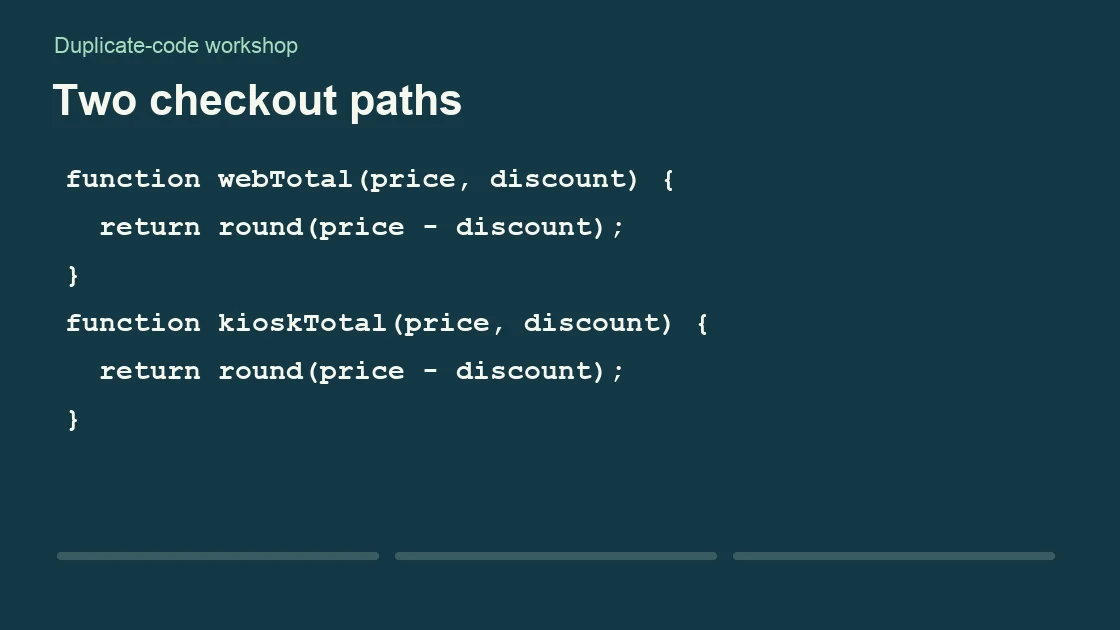 Duplicate-code workshop
Two checkout paths
function webTotal(price, discount) {
  return round(price - discount);
}
function kioskTotal(price, discount) {
  return round(price - discount);
}